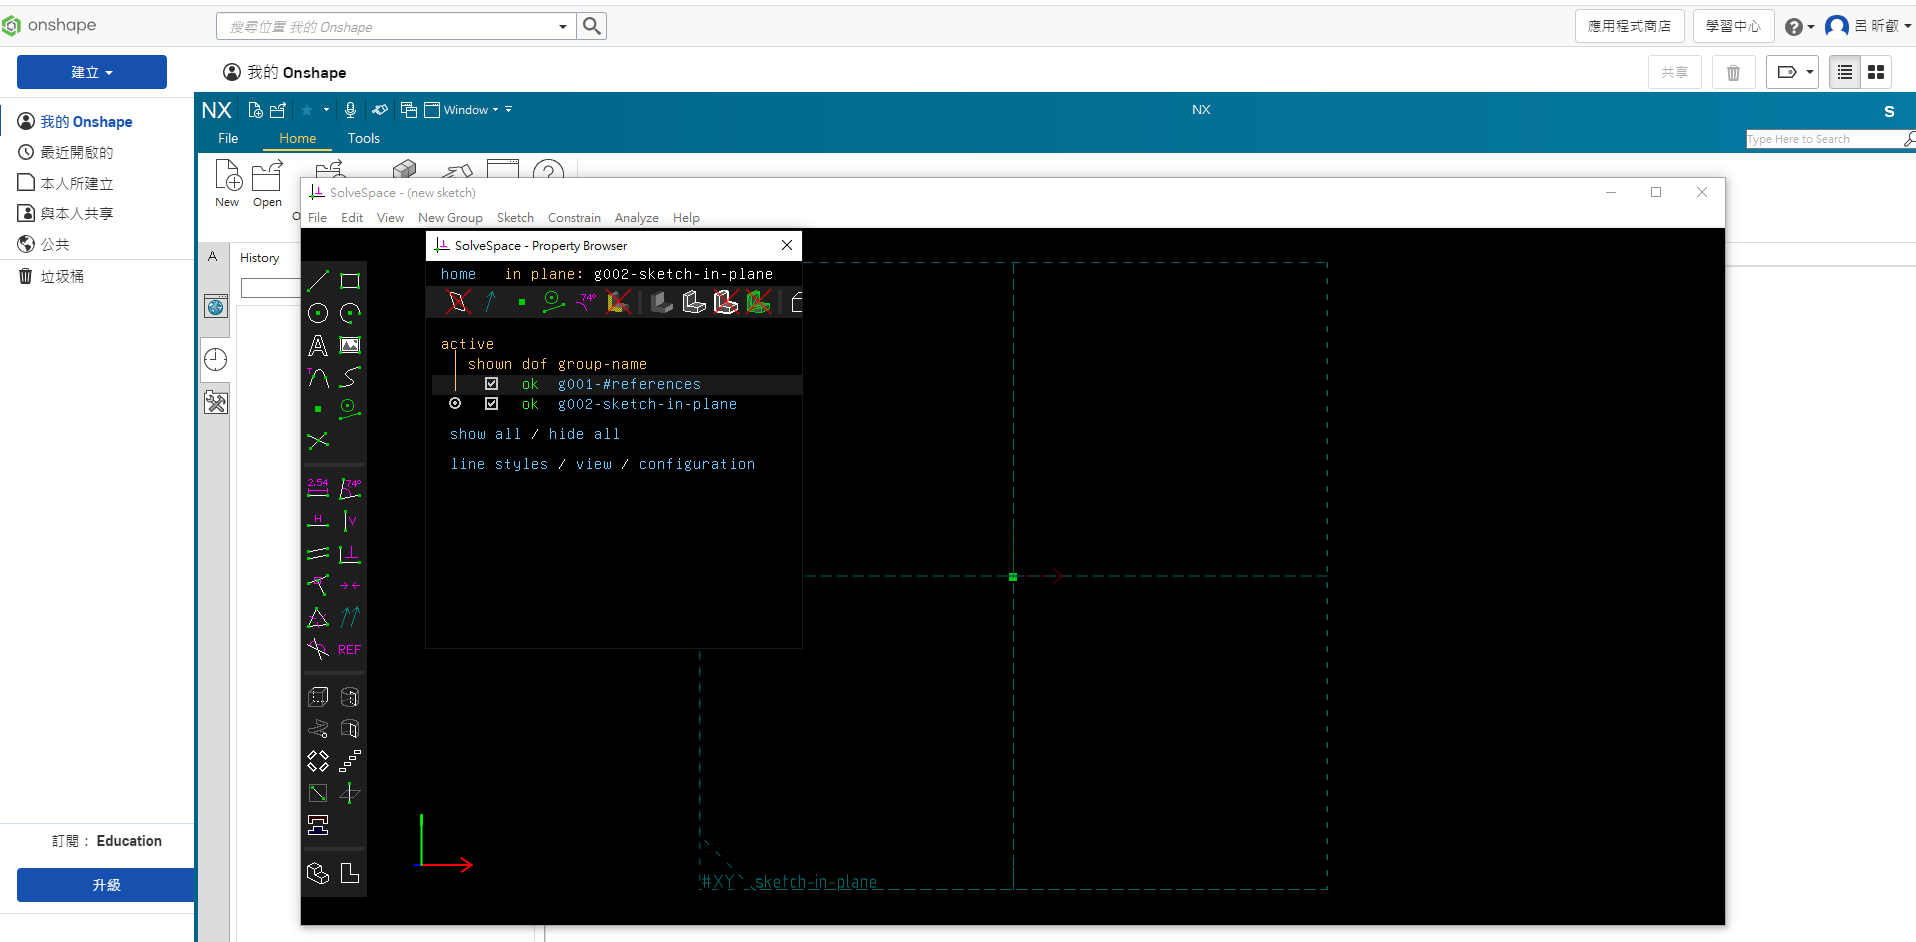 onshape
搜尋位置 我的 Onshape
應用程式商店
學習中心
呂 昕叡
建立
我的 Onshape
共享
我的 Onshape
最近開啟的
本人所建立
與本人共享
公共
垃圾桶
訂閱： Education
升級
NX
Window
NX
S
File
Home
Tools
Type Here to Search
New
Open
O
A
History
SolveSpace - (new sketch)
File
Edit
View
New Group
Sketch
Constrain
Analyze
Help
SolveSpace - Property Browser
home in plane: g002-sketch-in-plane
-74°
active
shown dof group-name
ok g001-#references
ok g002-sketch-in-plane
show all / hide all
line styles / view / configuration
A
T
2.54
74°
H
V
REF
#XY
sketch-in-plane